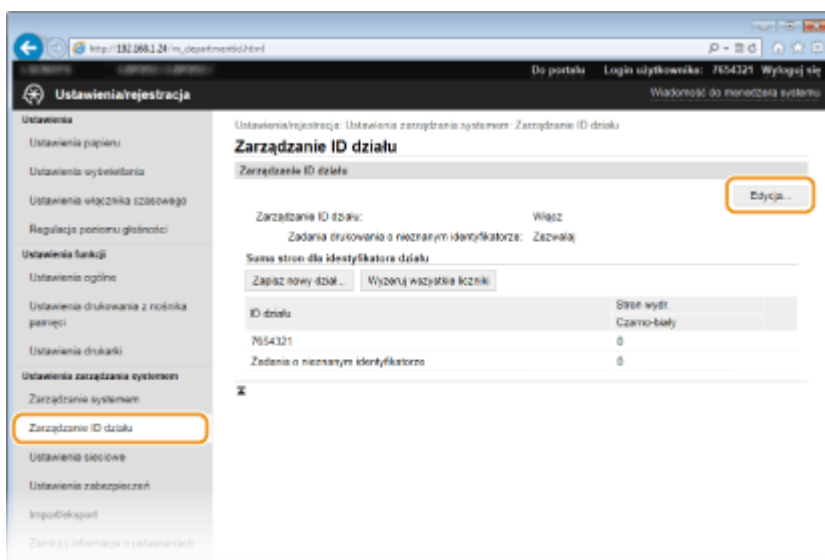 http://192.168.1.24/m_departmentid.html
Do portalu Login użytkownika: 7654321 Wyloguj się
Ustawienia/rejestracja
Wiadomość do menedżera systemu
Ustawienia
Ustawienia papieru
Ustawienia wyświetlania
Ustawienia włącznika czasowego
Regulacja poziomu głośności
Ustawienia funkcji
Ustawienia ogólne
Ustawienia drukowania z nośnika
pamięci
Ustawienia drukarki
Ustawienia zarządzania systemem
Zarządzanie systemem
Zarządzanie ID działu
Ustawienia sieciowe
Ustawienia zabezpieczeń
Import/eksport
Zainicjuj informacje o ustawieniach
Ustawienia/rejestracja: Ustawienia zarządzania systemem: Zarządzanie ID działu
Zarządzanie ID działu
Zarządzanie ID działu
Edycja...
Zarządzanie ID działu: Włącz
Zadania drukowania o nieznanym identyfikatorze: Zezwalaj
Suma stron dla identyfikatora działu
Zapisz nowy dział... Wyzeruj wszystkie liczniki
ID działu
Stron wydr.
Czarno-biały
7654321 0
Zadania o nieznanym identyfikatorze 0